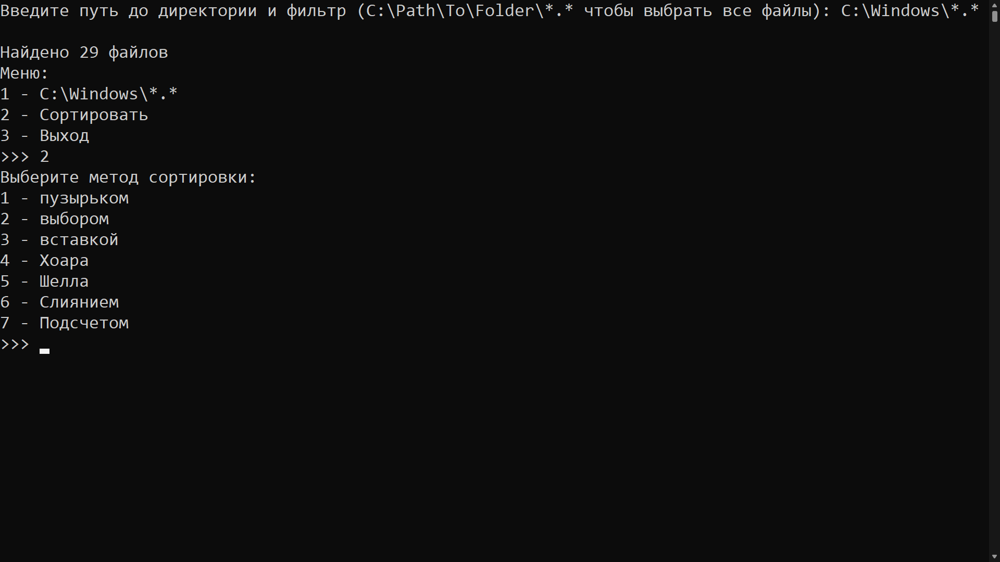 Введите путь до директории и фильтр (C:\Path\To\Folder\*.* чтобы выбрать все файлы): C:\Windows\*.*
Найдено 29 файлов
Меню:
1 - C:\Windows\*.*
2 - Сортировать
3 - Выход
>>> 2
Выберите метод сортировки:
1 - пузырьком
2 - выбором
3 - вставкой
4 - Хоара
5 - Шелла
6 - Слиянием
7 - Подсчетом
>>>